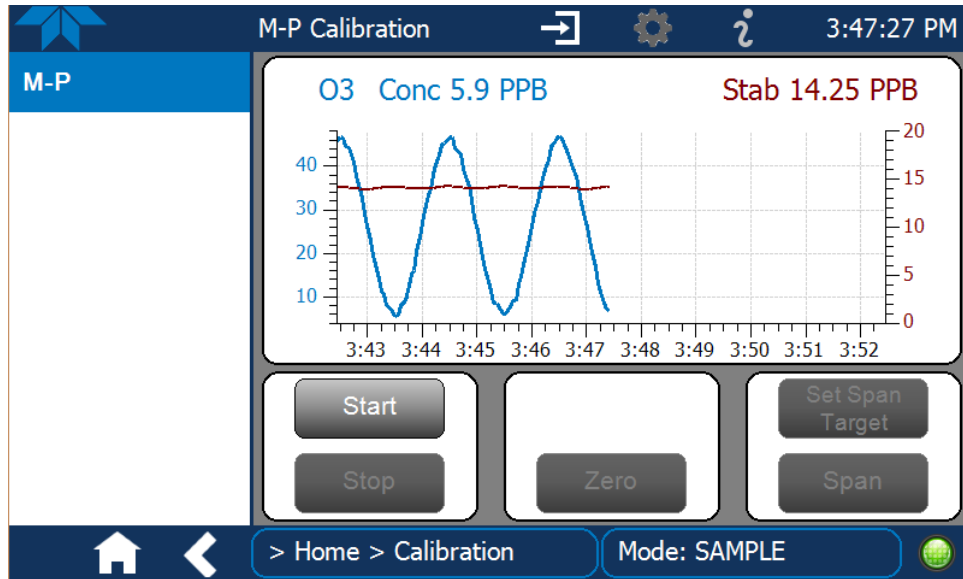 M-P Calibration 3:47:27 PM
M-P
O3 Conc 5.9 PPB Stab 14.25 PPB
40
30
20
10
20
15
10
5
0
3:43 3:44 3:45 3:46 3:47 3:48 3:49 3:50 3:51 3:52
Start
Stop
Zero
Set Span
Target
Span
> Home > Calibration Mode: SAMPLE